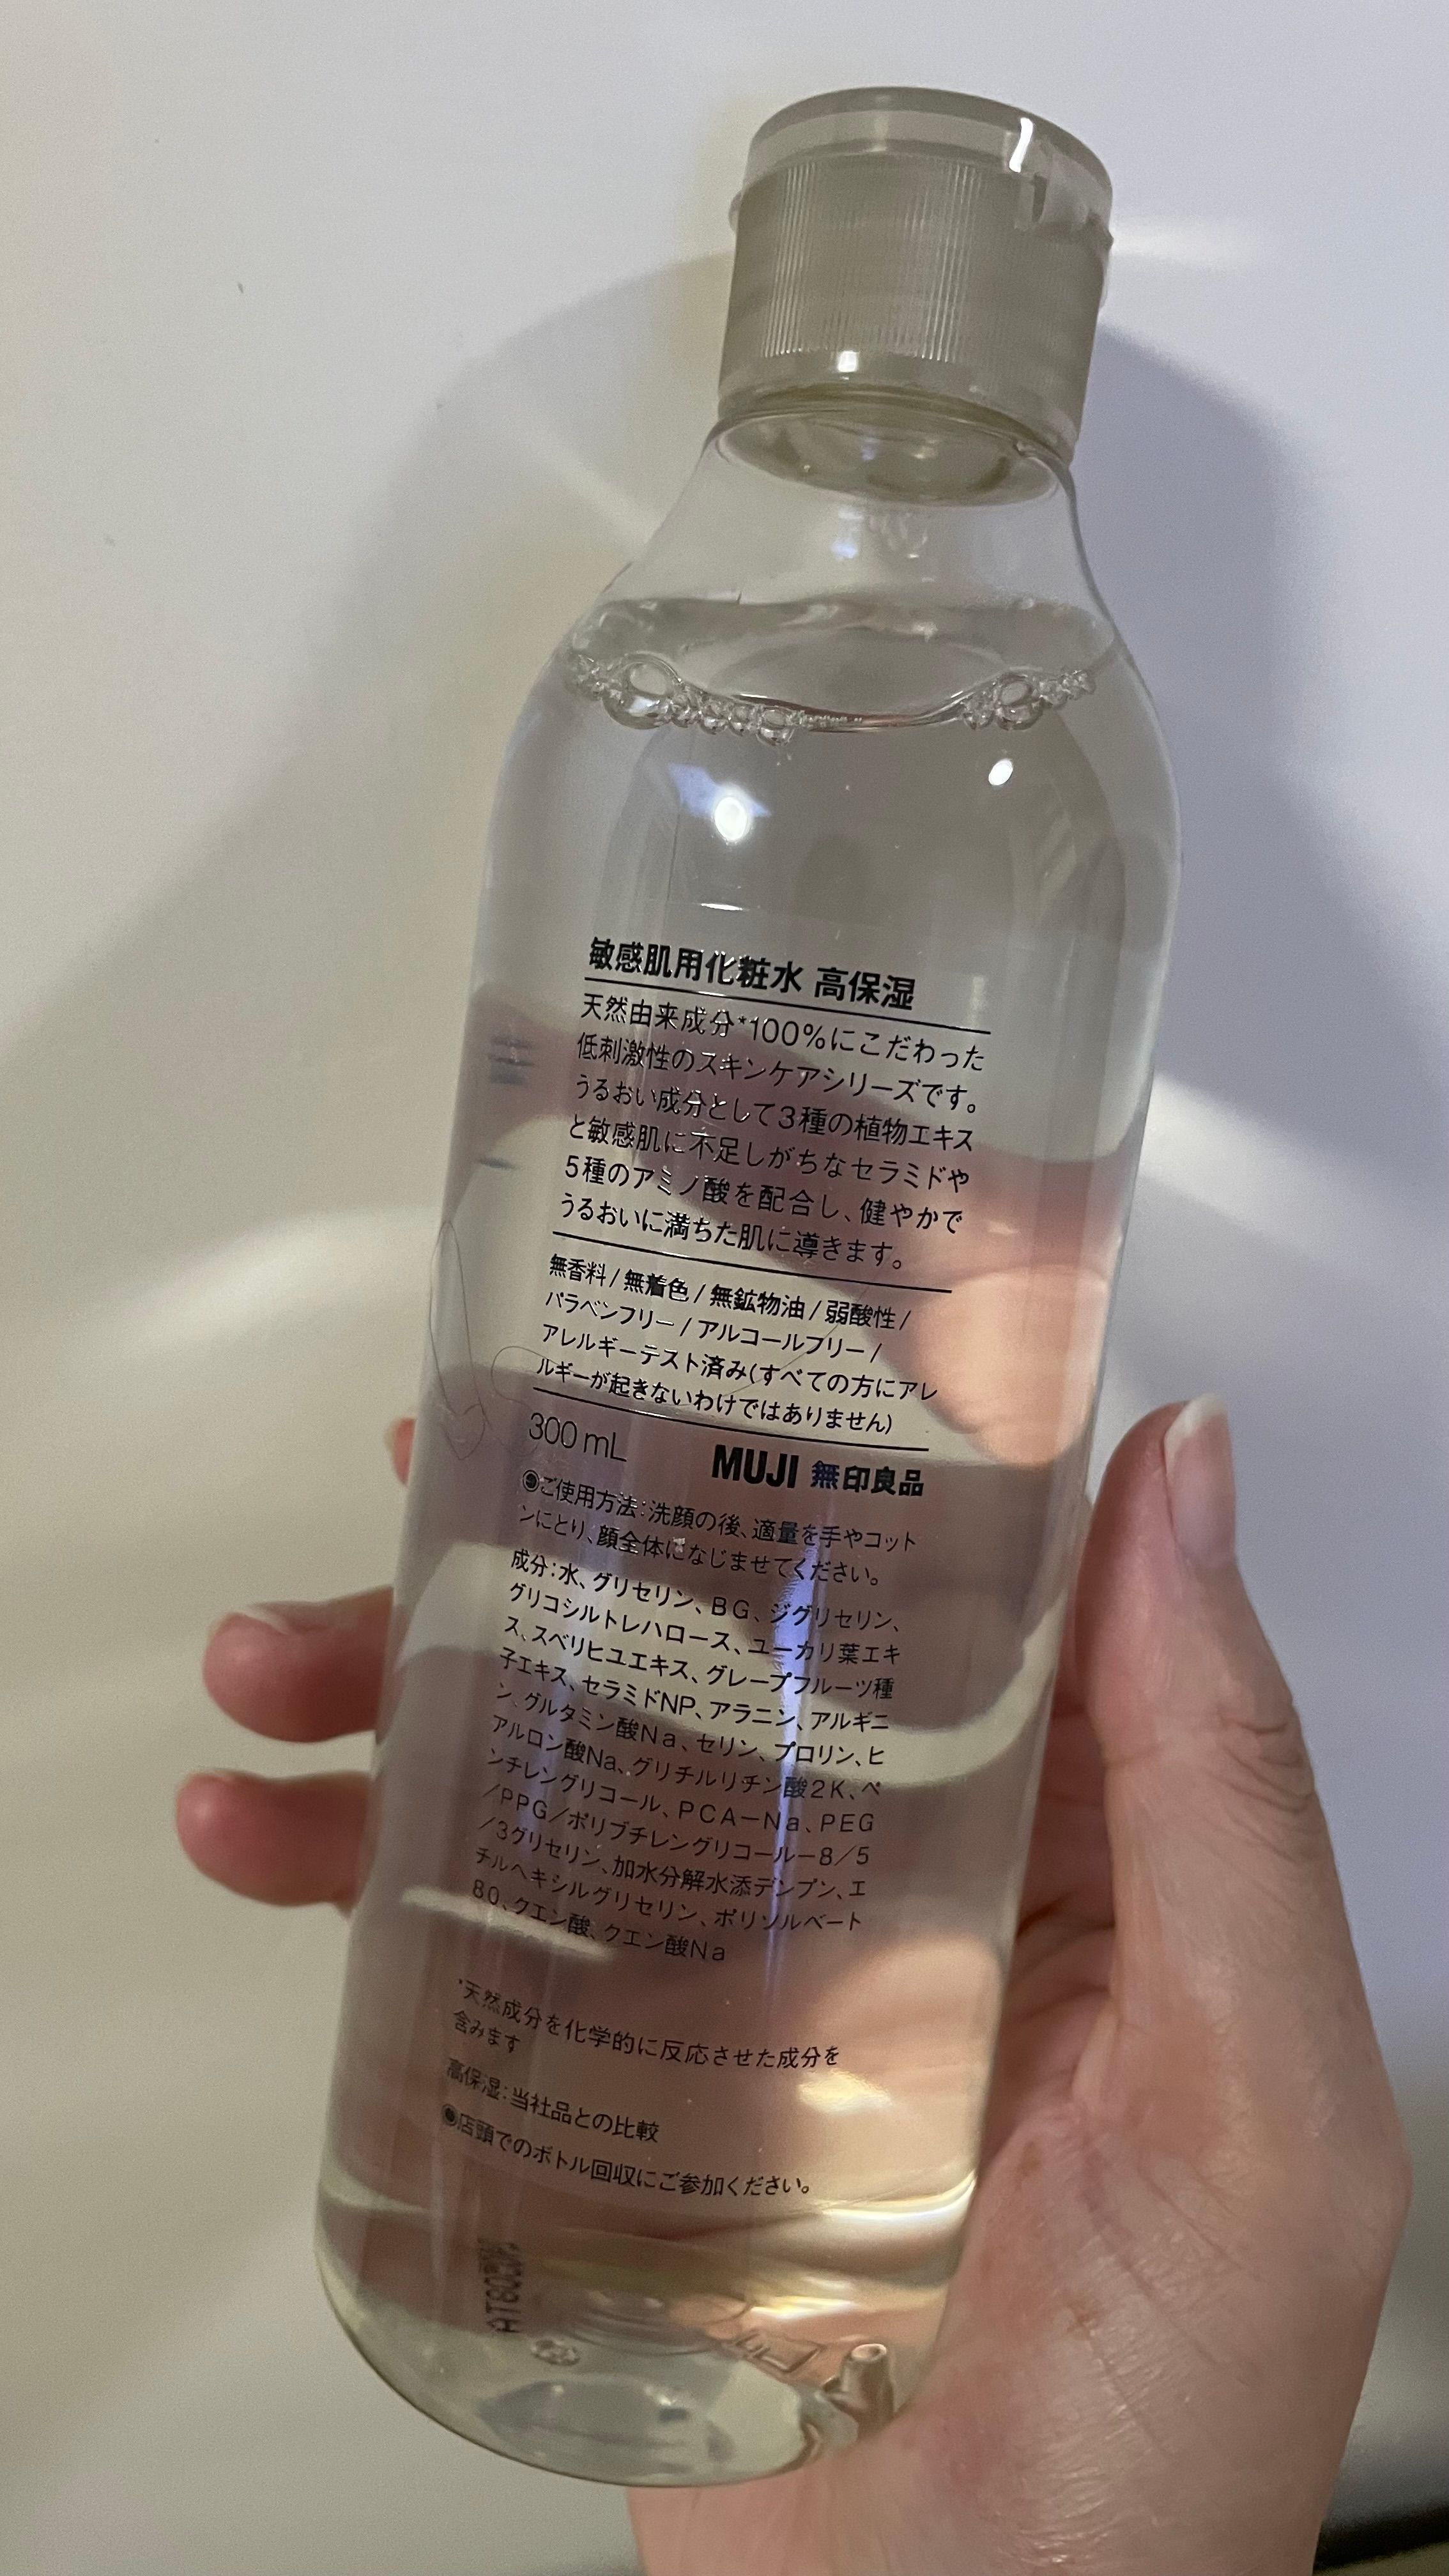 敏感肌用化粧水 高保湿
天然由来成分*100%にこだわった
低刺激性のスキンケアシリーズです。
うるおい成分として3種の植物エキス
と敏感肌に不足しがちなセラミドや
5種のアミノ酸を配合し、健やかで
うるおいに満ちた肌に導きます。
無香料/無着色/無鉱物油/弱酸性/
パラベンフリー/アルコールフリー/
アレルギーテスト済み(すべての方にアレ
ルギーが起きないわけではありません)
300 mL MUJI 無印良品
◉ご使用方法:洗顔の後、適量を手やコット
ンにとり、顔全体になじませてください。
成分:水、グリセリン、BG、ジグリセリン、
グリコシルトレハロース、ユーカリ葉エキ
ス、スベリヒユエキス、グレープフルーツ種
子エキス、セラミドNP、アラニン、アルギニ
ン、グルタミン酸Na、セリン、プロリン、ヒ
アルロン酸Na、グリチルリチン酸2K、ペ
ンチレングリコール、PCA-Na、PEG
/PPG/ポリブチレングリコール-8/5
/3グリセリン、加水分解水添デンプン、エ
チルヘキシルグリセリン、ポリソルベート
80、クエン酸、クエン酸Na
*天然成分を化学的に反応させた成分を
含みます
高保湿:当社品との比較
◉店頭でのボトル回収にご参加ください。